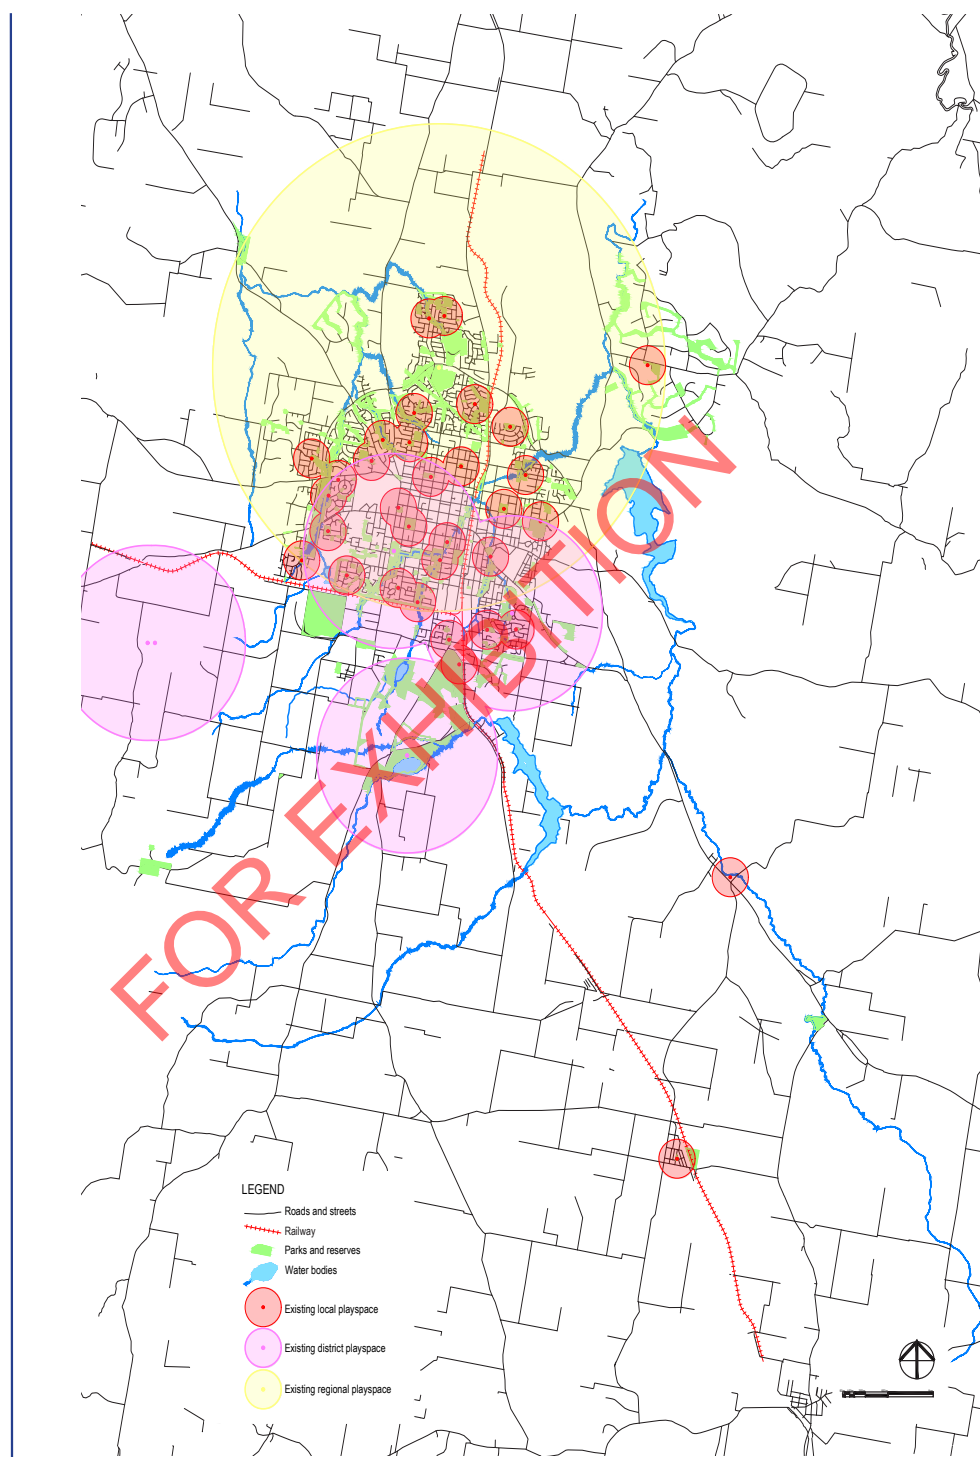 FOR EXHIBITION
LEGEND
Roads and streets
Railway
Parks and reserves
Water bodies
Existing local playspace
Existing district playspace
Existing regional playspace